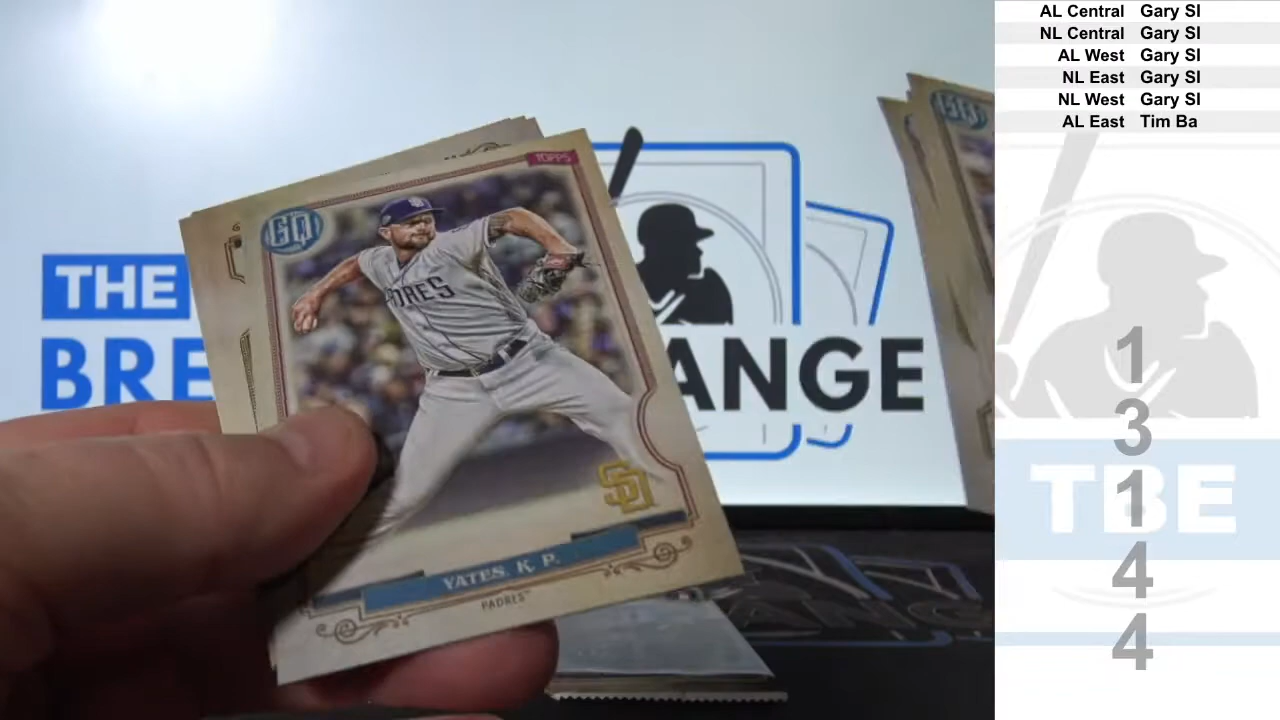 AL Central Gary Sl
NL Central Gary Sl
AL West Gary Sl
NL East Gary Sl
NL West Gary Sl
AL East Tim Ba
TOPPS
GQ
PADRES
SD
YATES, K. P.
PADRES
THE
BRE
ANGE
TBE
1
3
1
4
4